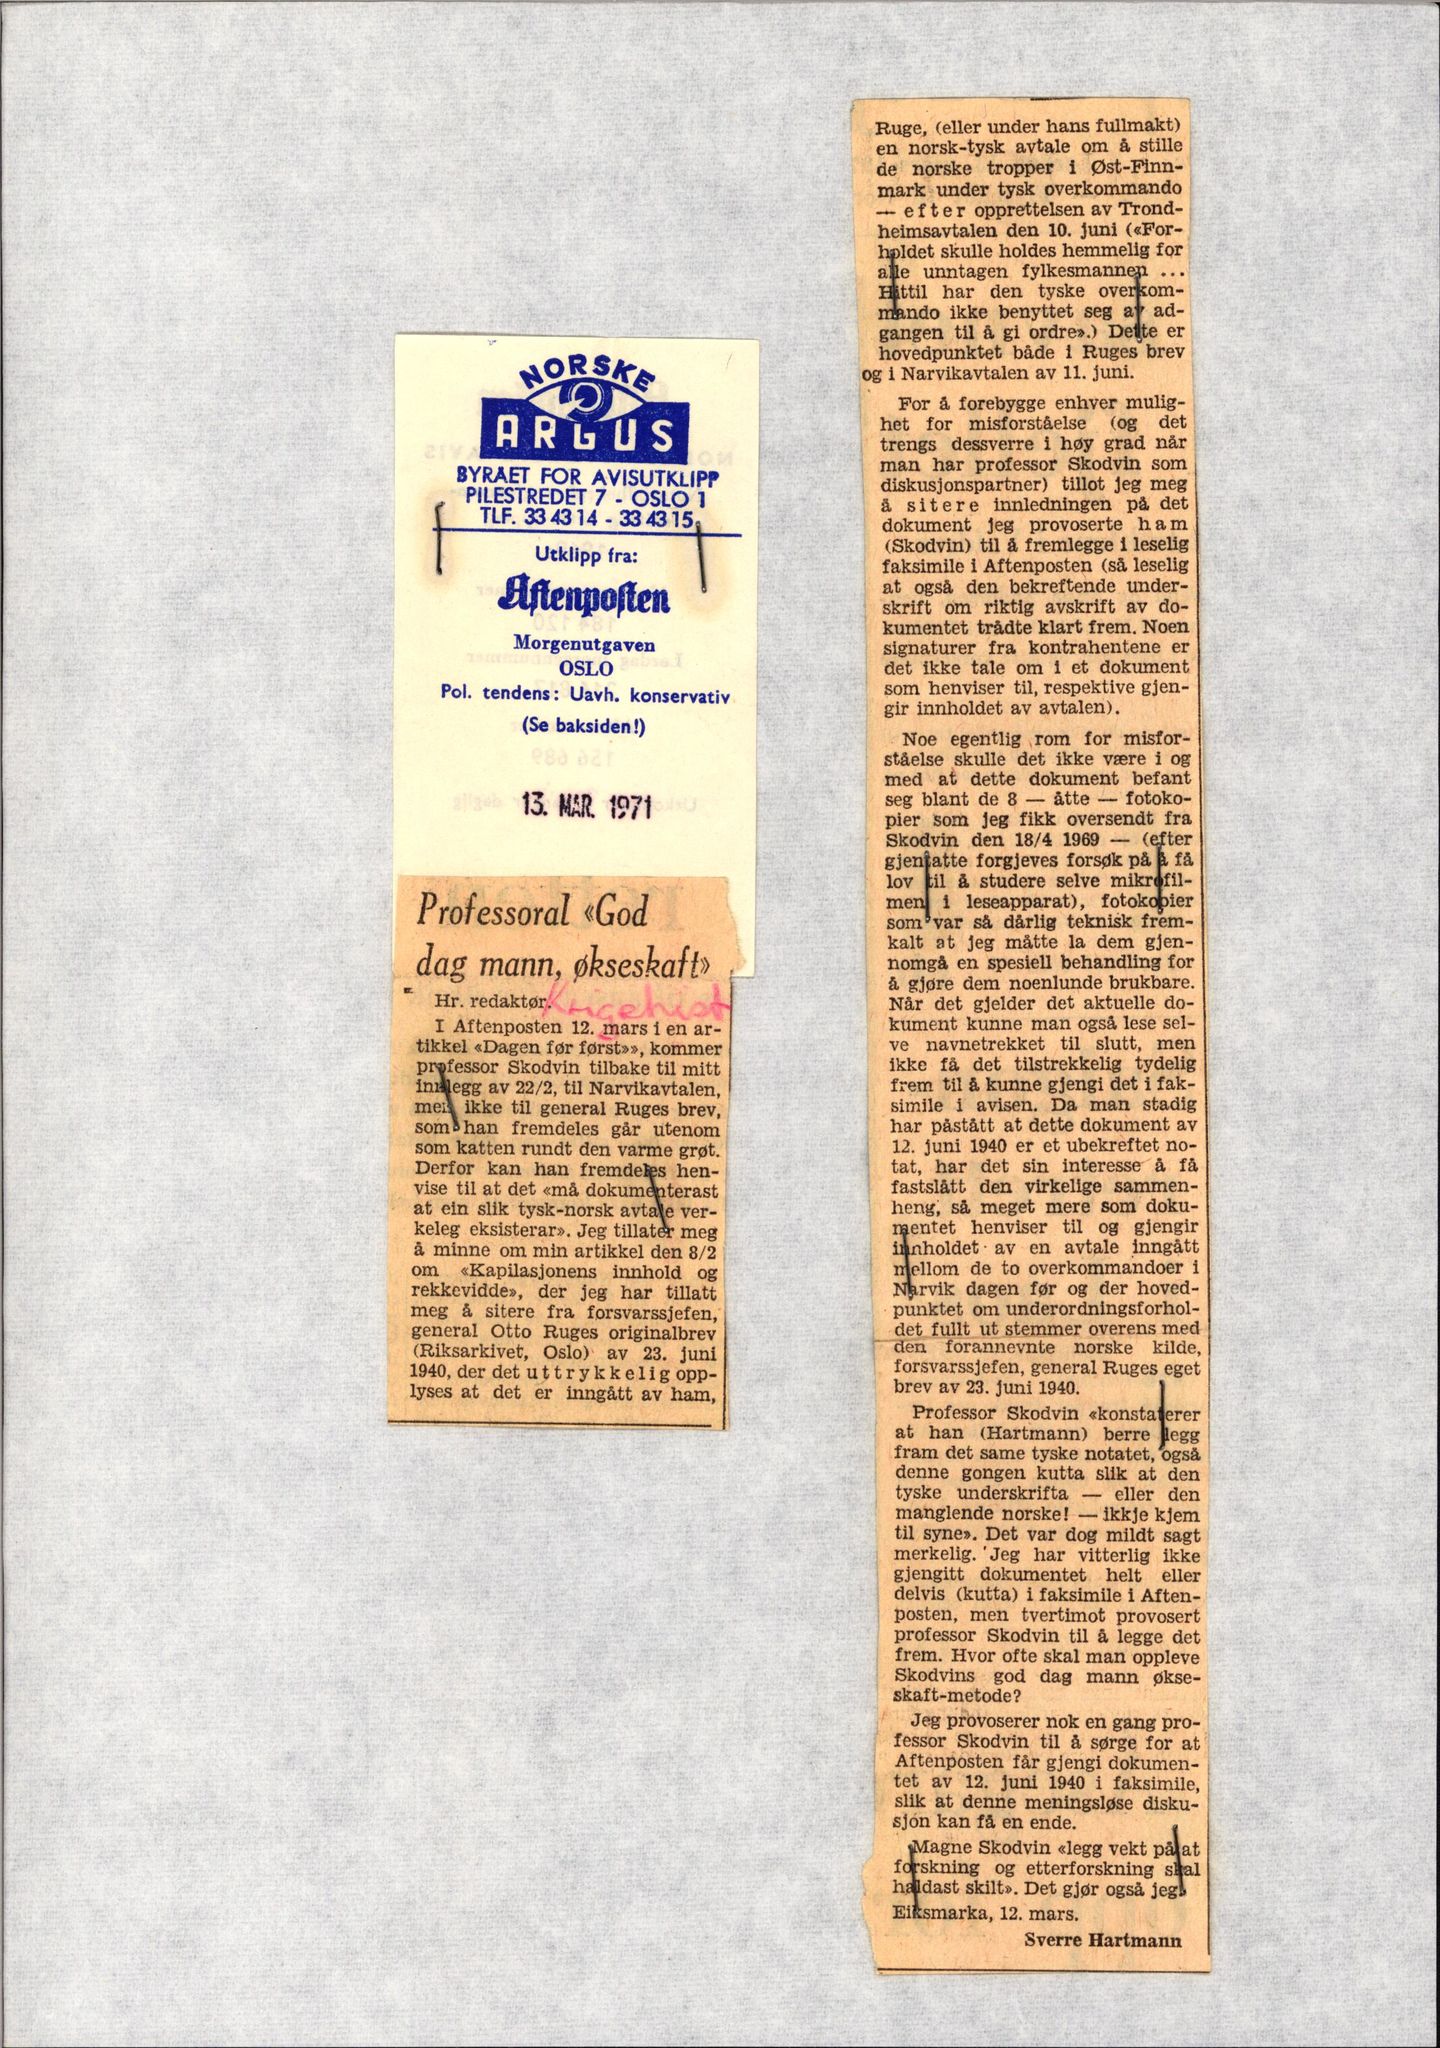 NORSKE
ARGUS
BYRÅET FOR AVISUTKLIPP
PILESTREDET 7 - OSLO 1
TLF. 33 43 14 - 33 43 15
Utklipp fra:
Aftenposten
Morgenutgaven
OSLO
Pol. tendens: Uavh. konservativ
(Se baksiden!)
13. MAR. 1971
Professoral «God
dag mann, økseskaft»
Krigehist
Hr. redaktør.
I Aftenposten 12. mars i en ar-
tikkel «Dagen før først»», kommer
professor Skodvin tilbake til mitt
innlegg av 22/2, til Narvikavtalen,
men ikke til general Ruges brev,
som han fremdeles går utenom
som katten rundt den varme grøt.
Derfor kan han fremdeles hen-
vise til at det «må dokumenterast
at ein slik tysk-norsk avtale ver-
keleg eksisterar». Jeg tillater meg
å minne om min artikkel den 8/2
om «Kapilasjonens innhold og
rekkevidde», der jeg har tillatt
meg å sitere fra forsvarssjefen,
general Otto Ruges originalbrev
(Riksarkivet, Oslo) av 23. juni
1940, der det uttrykkelig opp-
lyses at det er inngått av ham,
Ruge, (eller under hans fullmakt)
en norsk-tysk avtale om å stille
de norske tropper i Øst-Finn-
mark under tysk overkommando
— efter opprettelsen av Trond-
heimsavtalen den 10. juni («For-
holdet skulle holdes hemmelig for
alle unntagen fylkesmannen ...
Hittil har den tyske overkom-
mando ikke benyttet seg av ad-
gangen til å gi ordre».) Dette er
hovedpunktet både i Ruges brev
og i Narvikavtalen av 11. juni.
For å forebygge enhver mulig-
het for misforståelse (og det
trengs dessverre i høy grad når
man har professor Skodvin som
diskusjonspartner) tillot jeg meg
å sitere innledningen på det
dokument jeg provoserte ham
(Skodvin) til å fremlegge i leselig
faksimile i Aftenposten (så leselig
at også den bekreftende under-
skrift om riktig avskrift av do-
kumentet trådte klart frem. Noen
signaturer fra kontrahentene er
det ikke tale om i et dokument
som henviser til, respektive gjen-
gir innholdet av avtalen).
Noe egentlig rom for misfor-
ståelse skulle det ikke være i og
med at dette dokument befant
seg blant de 8 — åtte — fotoko-
pier som jeg fikk oversendt fra
Skodvin den 18/4 1969 — (efter
gjentatte forgjeves forsøk på å få
lov til å studere selve mikrofil-
men i leseapparat), fotokopier
som var så dårlig teknisk frem-
kalt at jeg måtte la dem gjen-
nomgå en spesiell behandling for
å gjøre dem noenlunde brukbare.
Når det gjelder det aktuelle do-
kument kunne man også lese sel-
ve navnetrekket til slutt, men
ikke få det tilstrekkelig tydelig
frem til å kunne gjengi det i fak-
simile i avisen. Da man stadig
har påstått at dette dokument av
12. juni 1940 er et ubekreftet no-
tat, har det sin interesse å få
fastslått den virkelige sammen-
heng, så meget mere som doku-
mentet henviser til og gjengir
innholdet av en avtale inngått
mellom de to overkommandoer i
Narvik dagen før og der hoved-
punktet om underordningsforhol-
det fullt ut stemmer overens med
den forannevnte norske kilde,
forsvarssjefen, general Ruges eget
brev av 23. juni 1940.
Professor Skodvin «konstaterer
at han (Hartmann) berre legg
fram det same tyske notatet, også
denne gongen kutta slik at den
tyske underskrifta — eller den
manglende norske! — ikkje kjem
til syne». Det var dog mildt sagt
merkelig. Jeg har vitterlig ikke
gjengitt dokumentet helt eller
delvis (kutta) i faksimile i Aften-
posten, men tvertimot provosert
professor Skodvin til å legge det
frem. Hvor ofte skal man oppleve
Skodvins god dag mann økse-
skaft-metode?
Jeg provoserer nok en gang pro-
fessor Skodvin til å sørge for at
Aftenposten får gjengi dokumen-
tet av 12. juni 1940 i faksimile,
slik at denne meningsløse disku-
sjon kan få en ende.
Magne Skodvin «legg vekt på at
forskning og etterforskning skal
haldast skilt». Det gjør også jeg.
Eiksmarka, 12. mars.
Sverre Hartmann